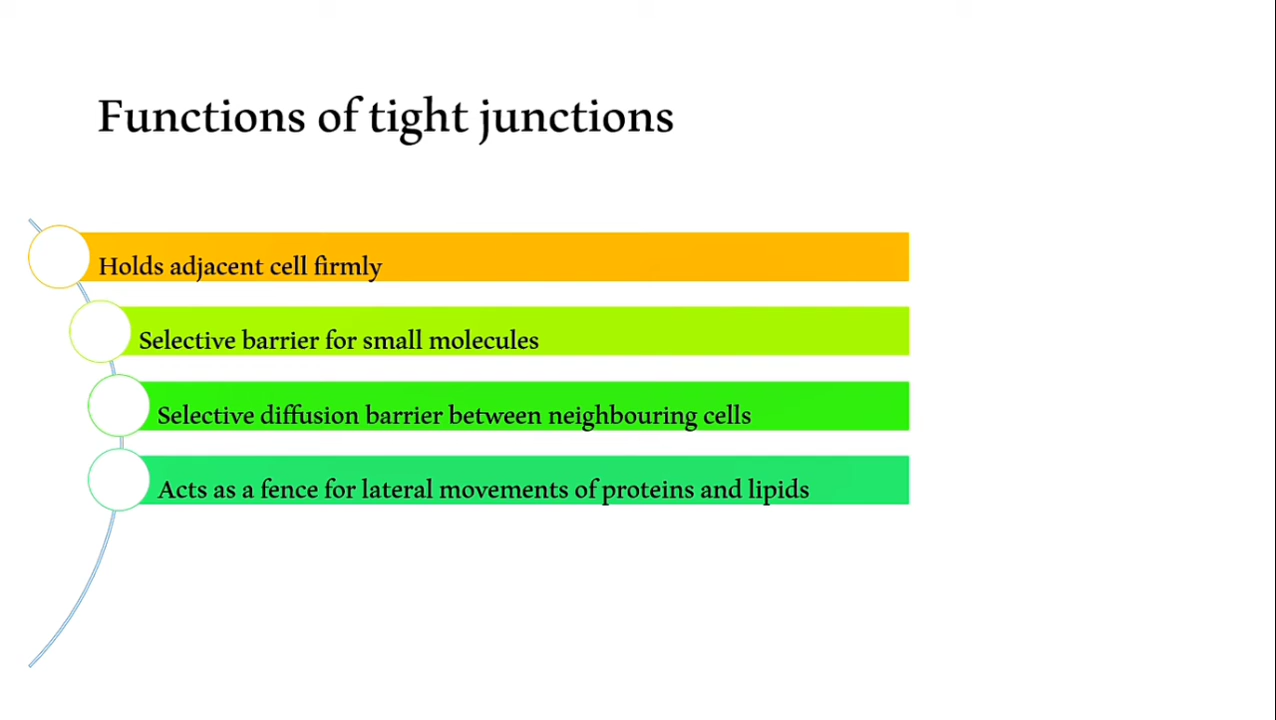 Functions of tight junctions
Holds adjacent cell firmly
Selective barrier for small molecules
Selective diffusion barrier between neighbouring cells
Acts as a fence for lateral movements of proteins and lipids